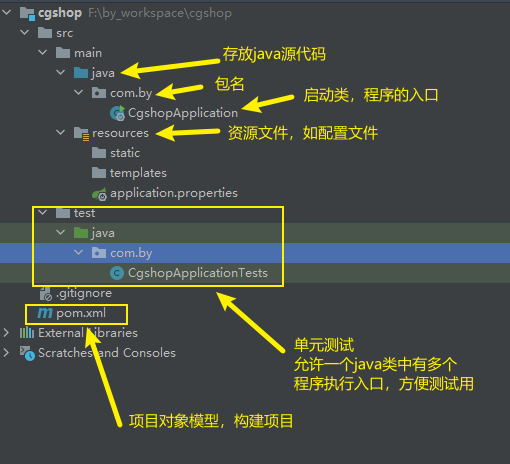 cgshop F:\by_workspace\cgshop
src
main
存放java源代码
java
包名
com.by
启动类，程序的入口
CgshopApplication
资源文件，如配置文件
resources
static
templates
application.properties
test
java
com.by
CgshopApplicationTests
.gitignore
pom.xml
External Libraries
单元测试
Scratches and Consoles
允许一个java类中有多个
程序执行入口，方便测试用
项目对象模型，构建项目